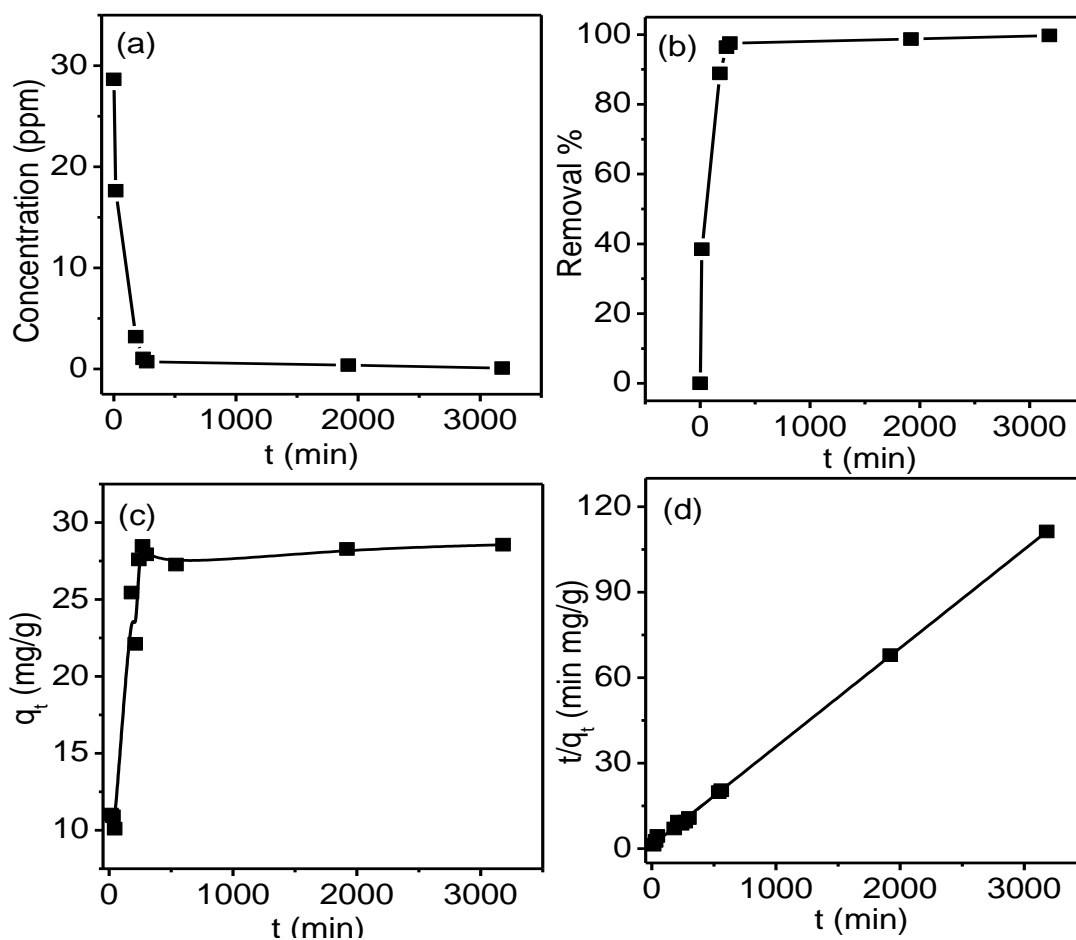 (a)
Concentration (ppm)
30
20
10
0
0 1000 2000 3000
t (min)
(b)
Removal %
100
80
60
40
20
0
0 1000 2000 3000
t (min)
(c)
qt (mg/g)
30
25
20
15
10
0 1000 2000 3000
t (min)
(d)
t/qt (min mg/g)
120
90
60
30
0
0 1000 2000 3000
t (min)